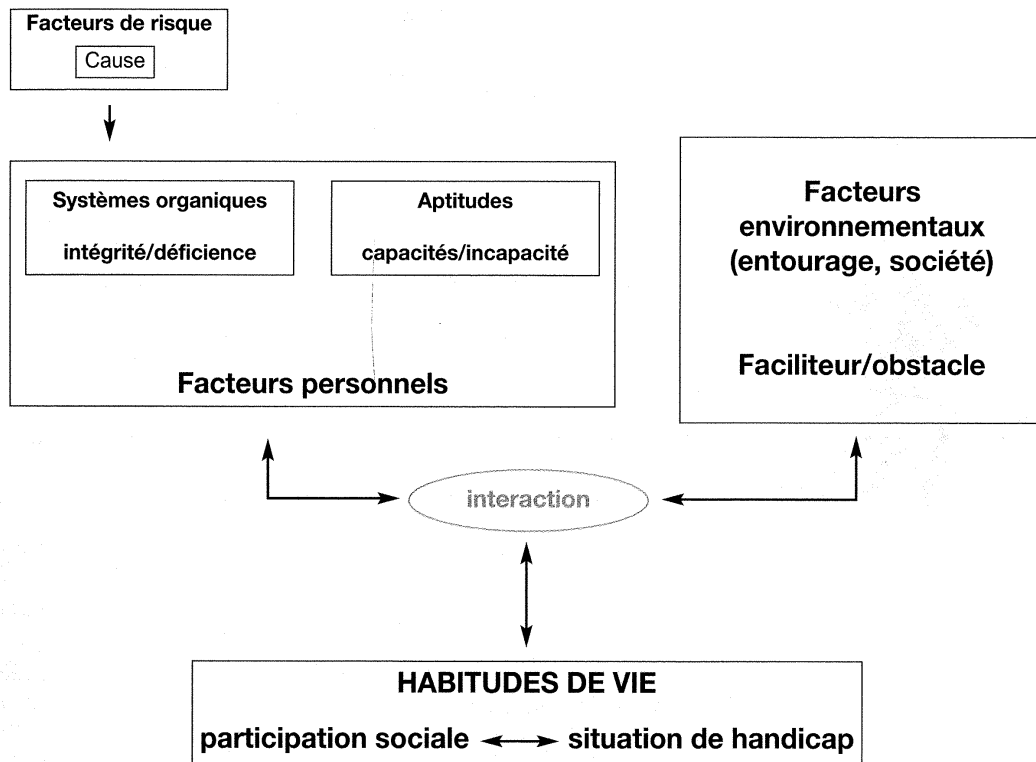 Facteurs de risque
Cause
Systèmes organiques
intégrité/déficience
Aptitudes
capacités/incapacité
Facteurs personnels
Facteurs
environnementaux
(entourage, société)
Faciliteur/obstacle
interaction
HABITUDES DE VIE
participation sociale situation de handicap